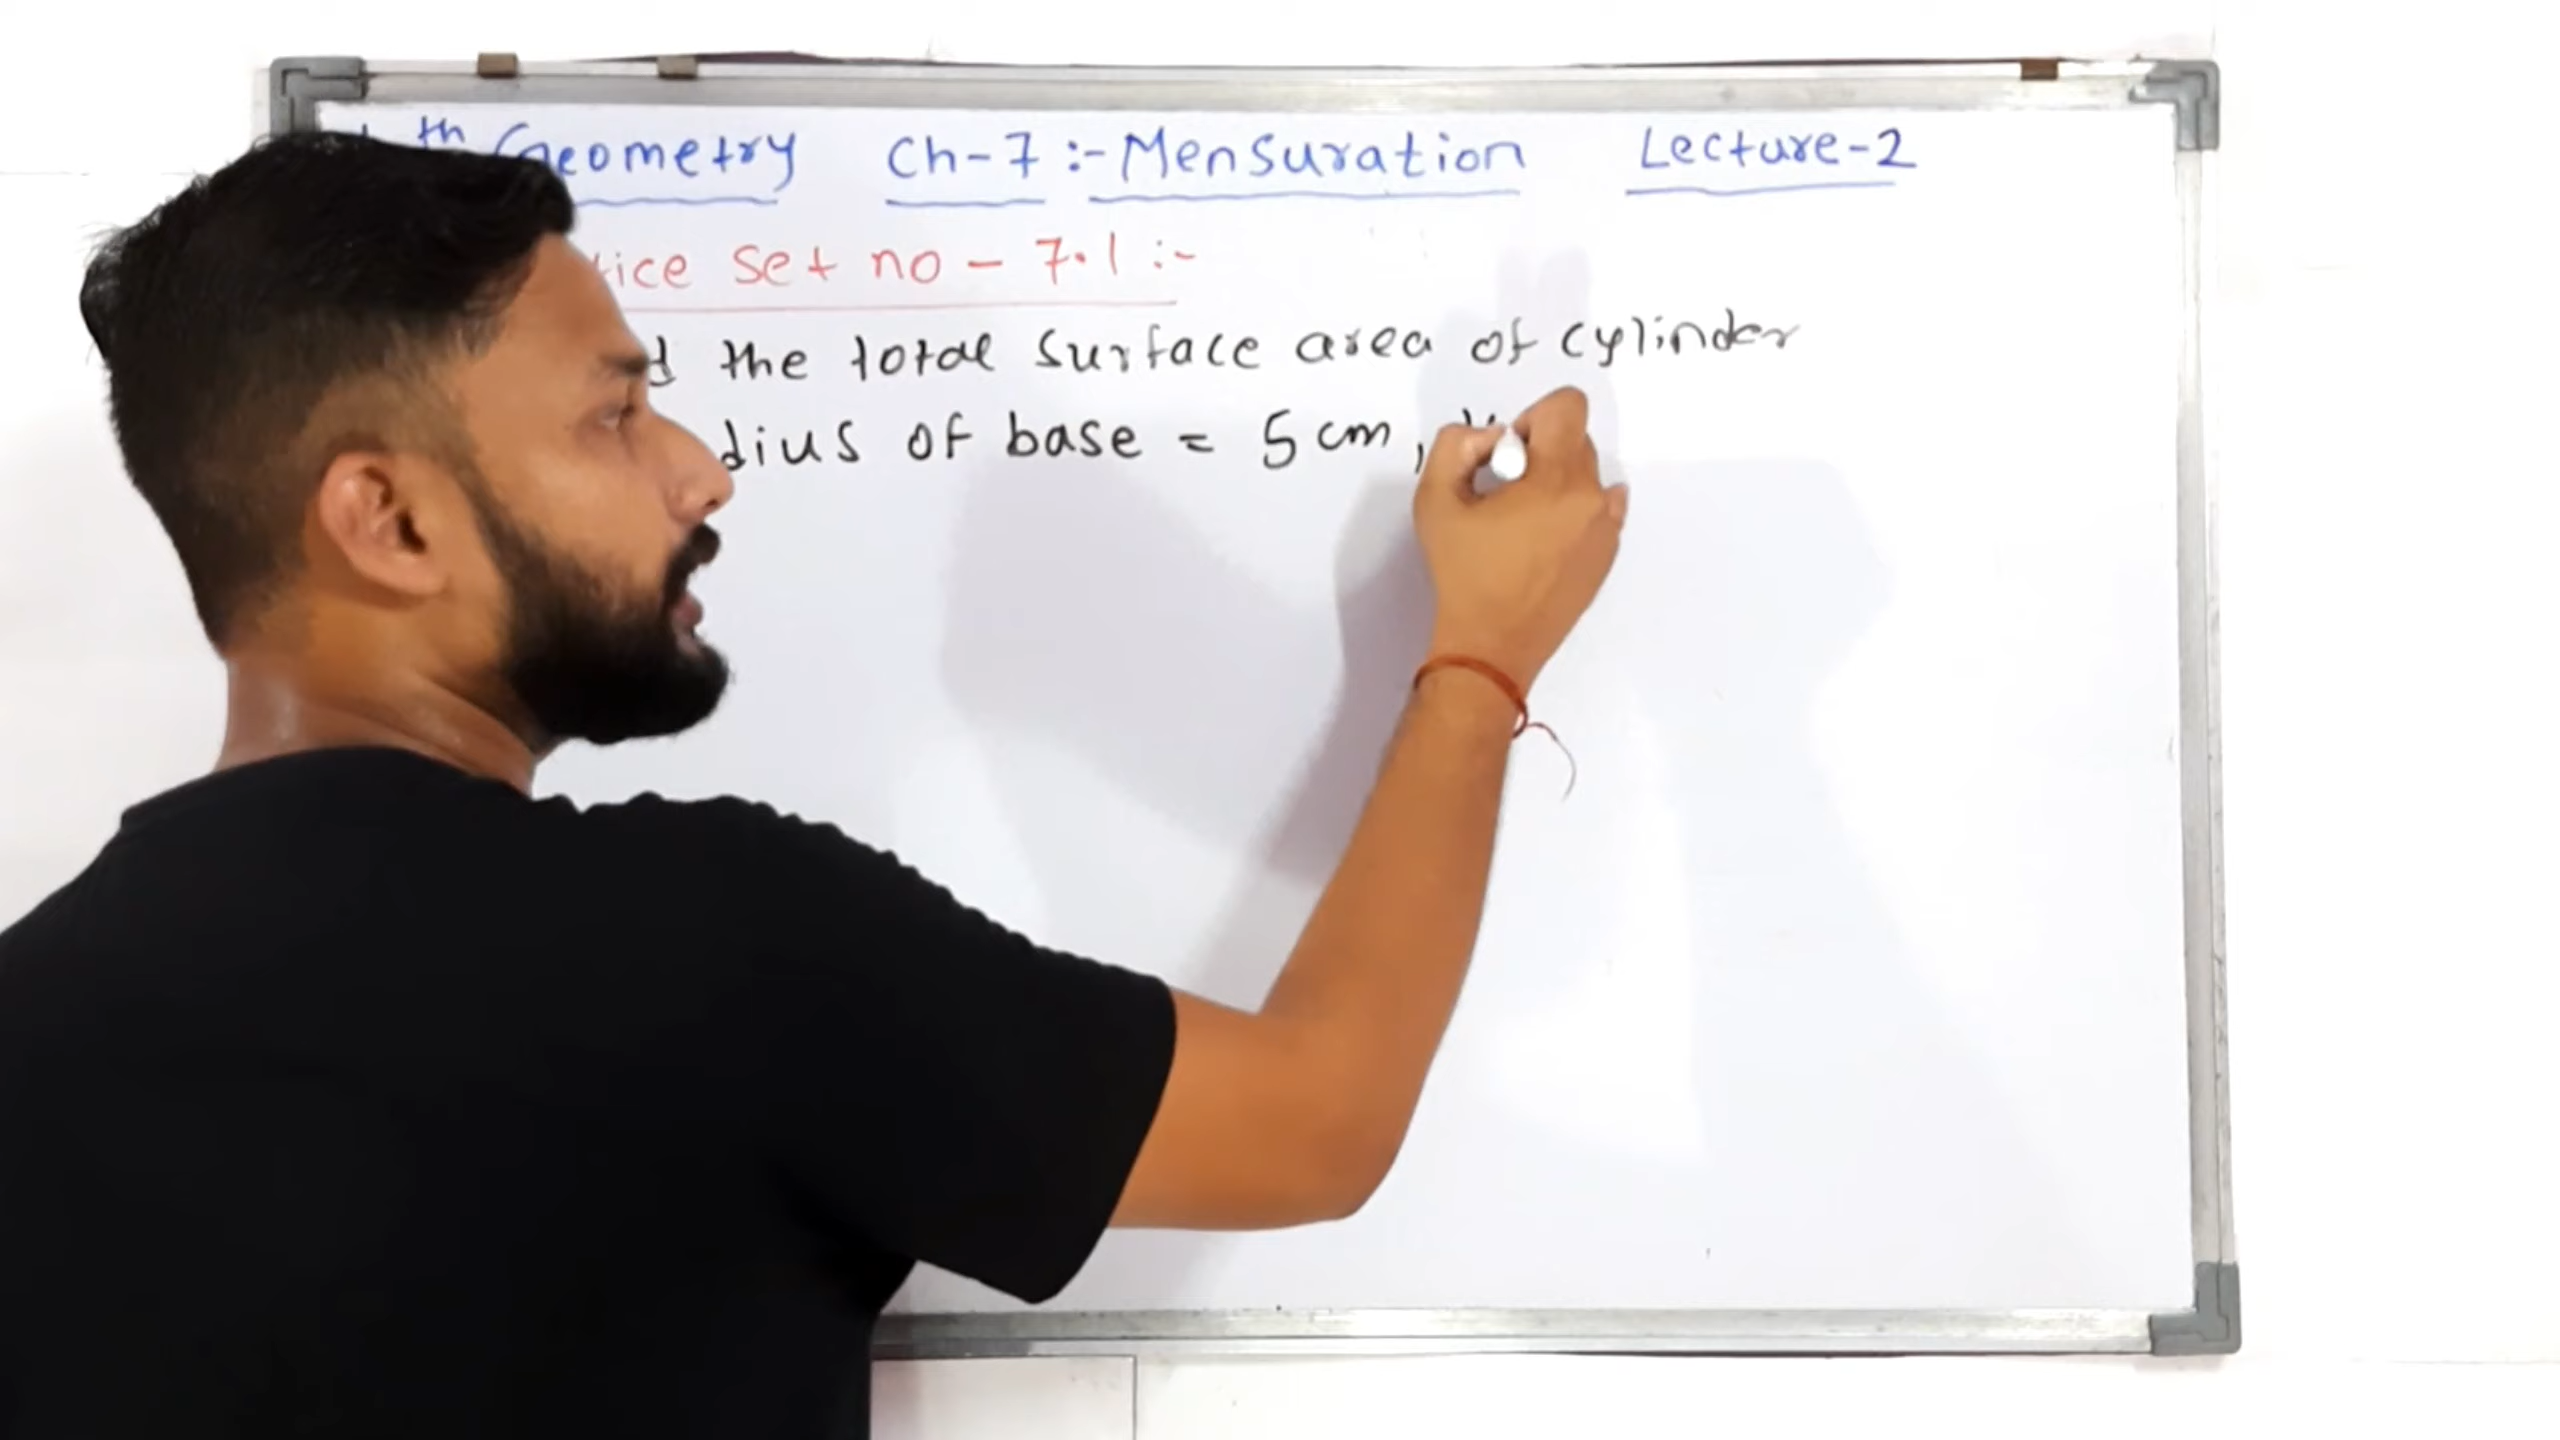 th Geometry Ch-7 :- Mensuration Lecture-2
tice set no - 7.1 :-
d the total surface area of cylinder
dius of base = 5 cm,